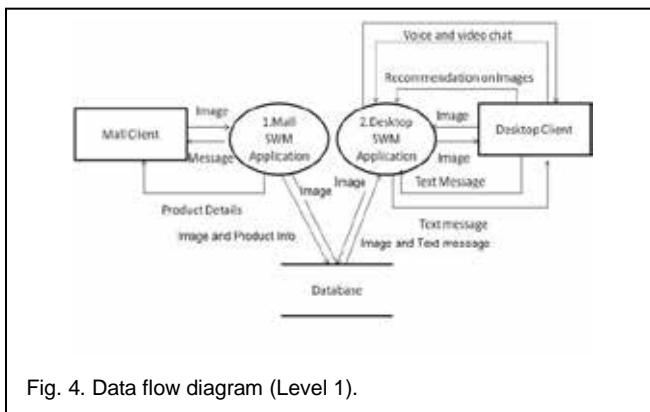 Voice and video chat
Recommendation on Images
Image
1.Mall
SWM
Application
2.Desktop
SWM
Application
Image
Mall Client
Desktop Client
Message
Image
Image
Image
Text Message
Product Details
Text message
Image and Product Info
Image and Text message
Database
Fig. 4. Data flow diagram (Level 1).